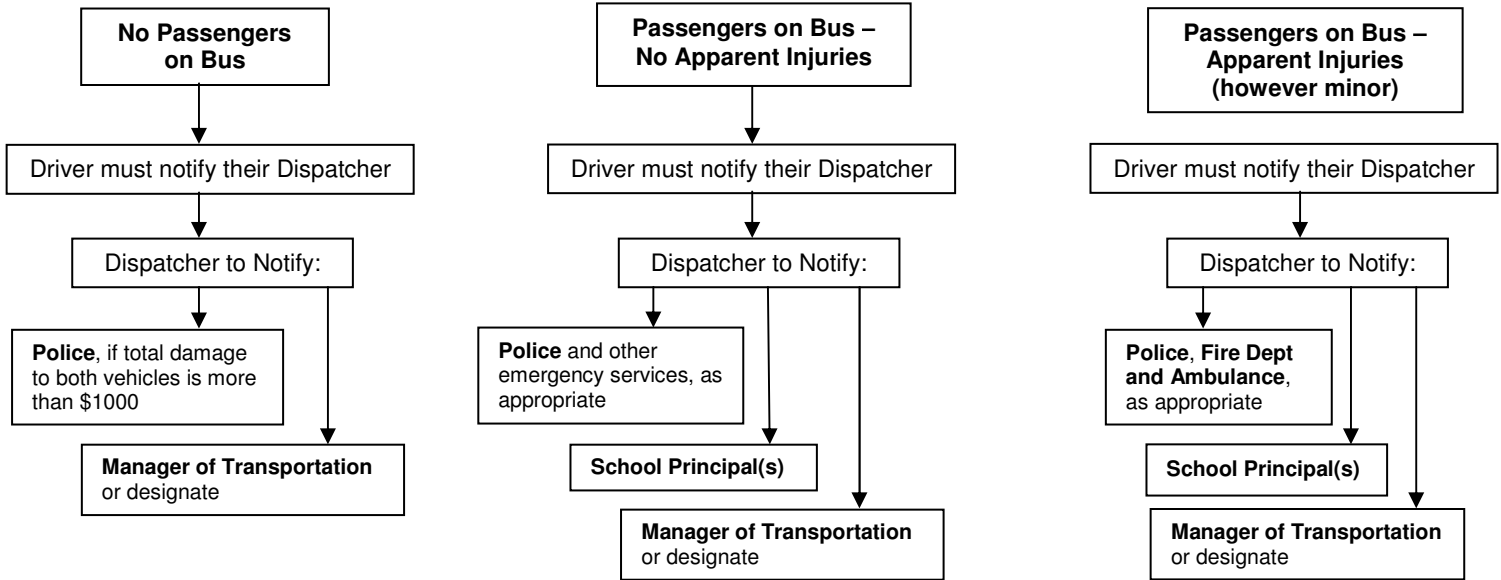 No Passengers
on Bus
Driver must notify their Dispatcher
Dispatcher to Notify:
Police, if total damage
to both vehicles is more
than $1000
Manager of Transportation
or designate
Passengers on Bus –
No Apparent Injuries
Driver must notify their Dispatcher
Dispatcher to Notify:
Police and other
emergency services, as
appropriate
School Principal(s)
Manager of Transportation
or designate
Passengers on Bus –
Apparent Injuries
(however minor)
Driver must notify their Dispatcher
Dispatcher to Notify:
Police, Fire Dept
and Ambulance,
as appropriate
School Principal(s)
Manager of Transportation
or designate